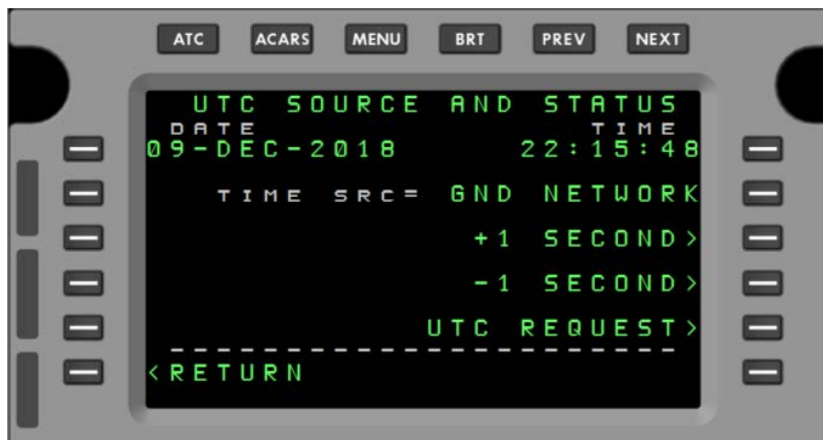 ATC ACARS MENU BRT PREV NEXT
UTC SOURCE AND STATUS
DATE TIME
09-DEC-2018 22:15:48
TIME SRC= GND NETWORK
+1 SECOND>
-1 SECOND>
UTC REQUEST>
<RETURN